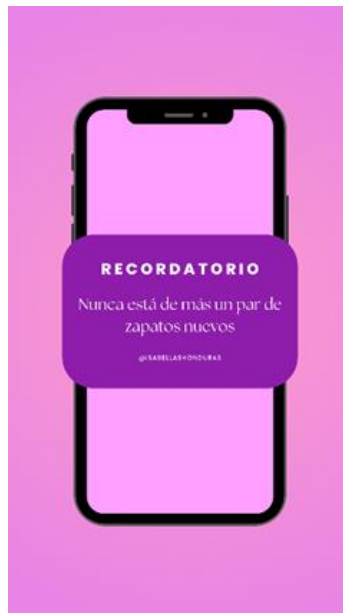 RECORDATORIO
Nunca está de más un par de
zapatos nuevos
@ISABELLASHONDURAS